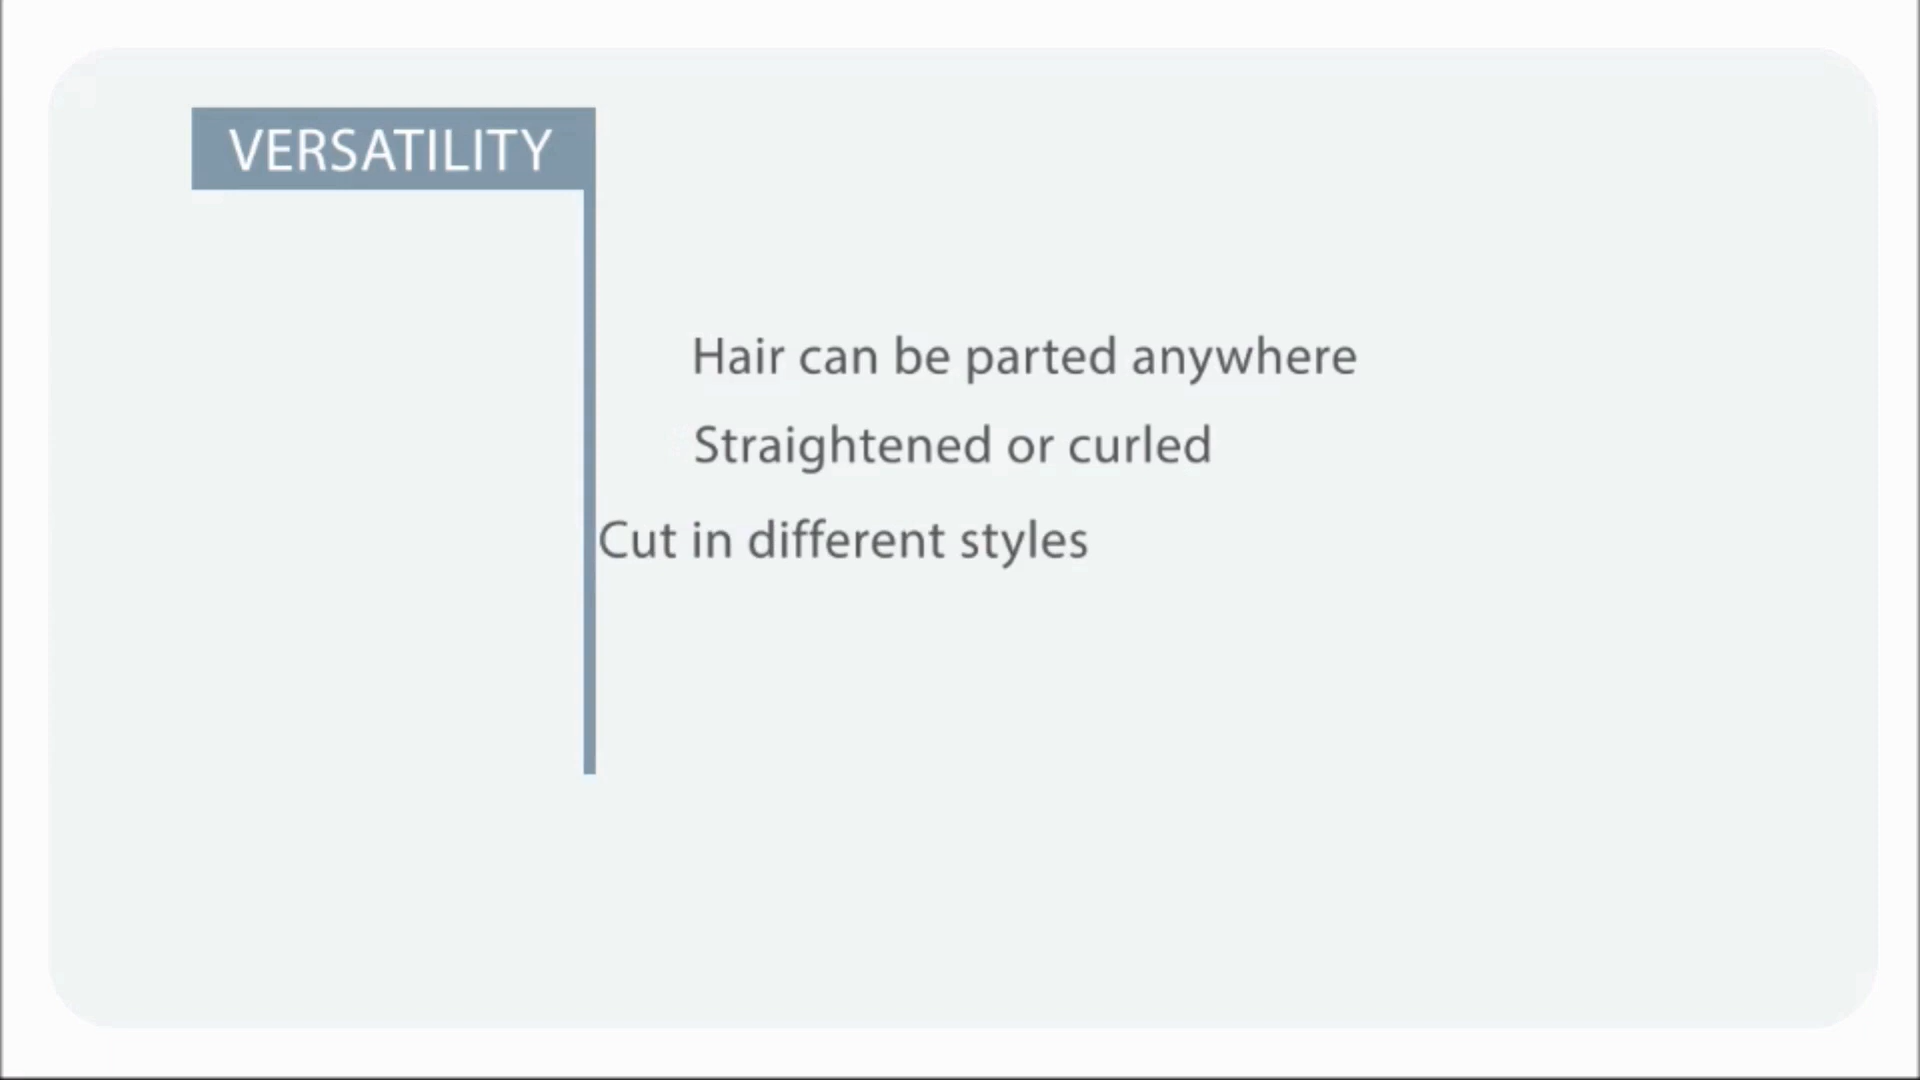 VERSATILITY
Hair can be parted anywhere
Straightened or curled
Cut in different styles